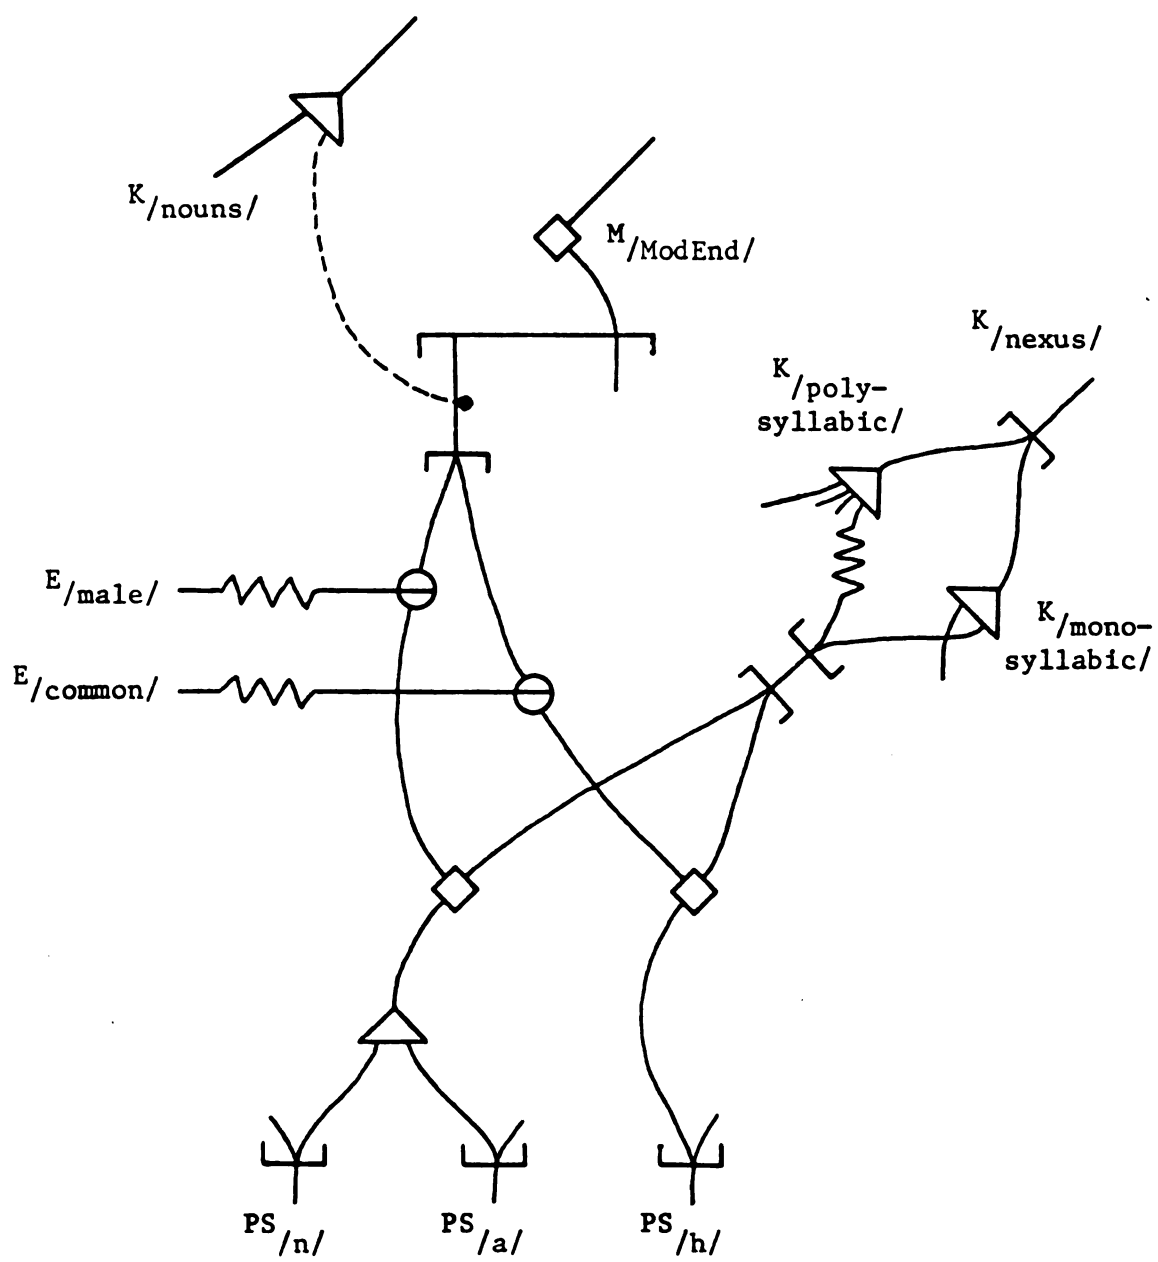 K/nouns/
M/ModEnd/
K/nexus/
K/poly-
syllabic/
E/male/
K/mono-
syllabic/
E/common/
PS/n/
PS/a/
PS/h/